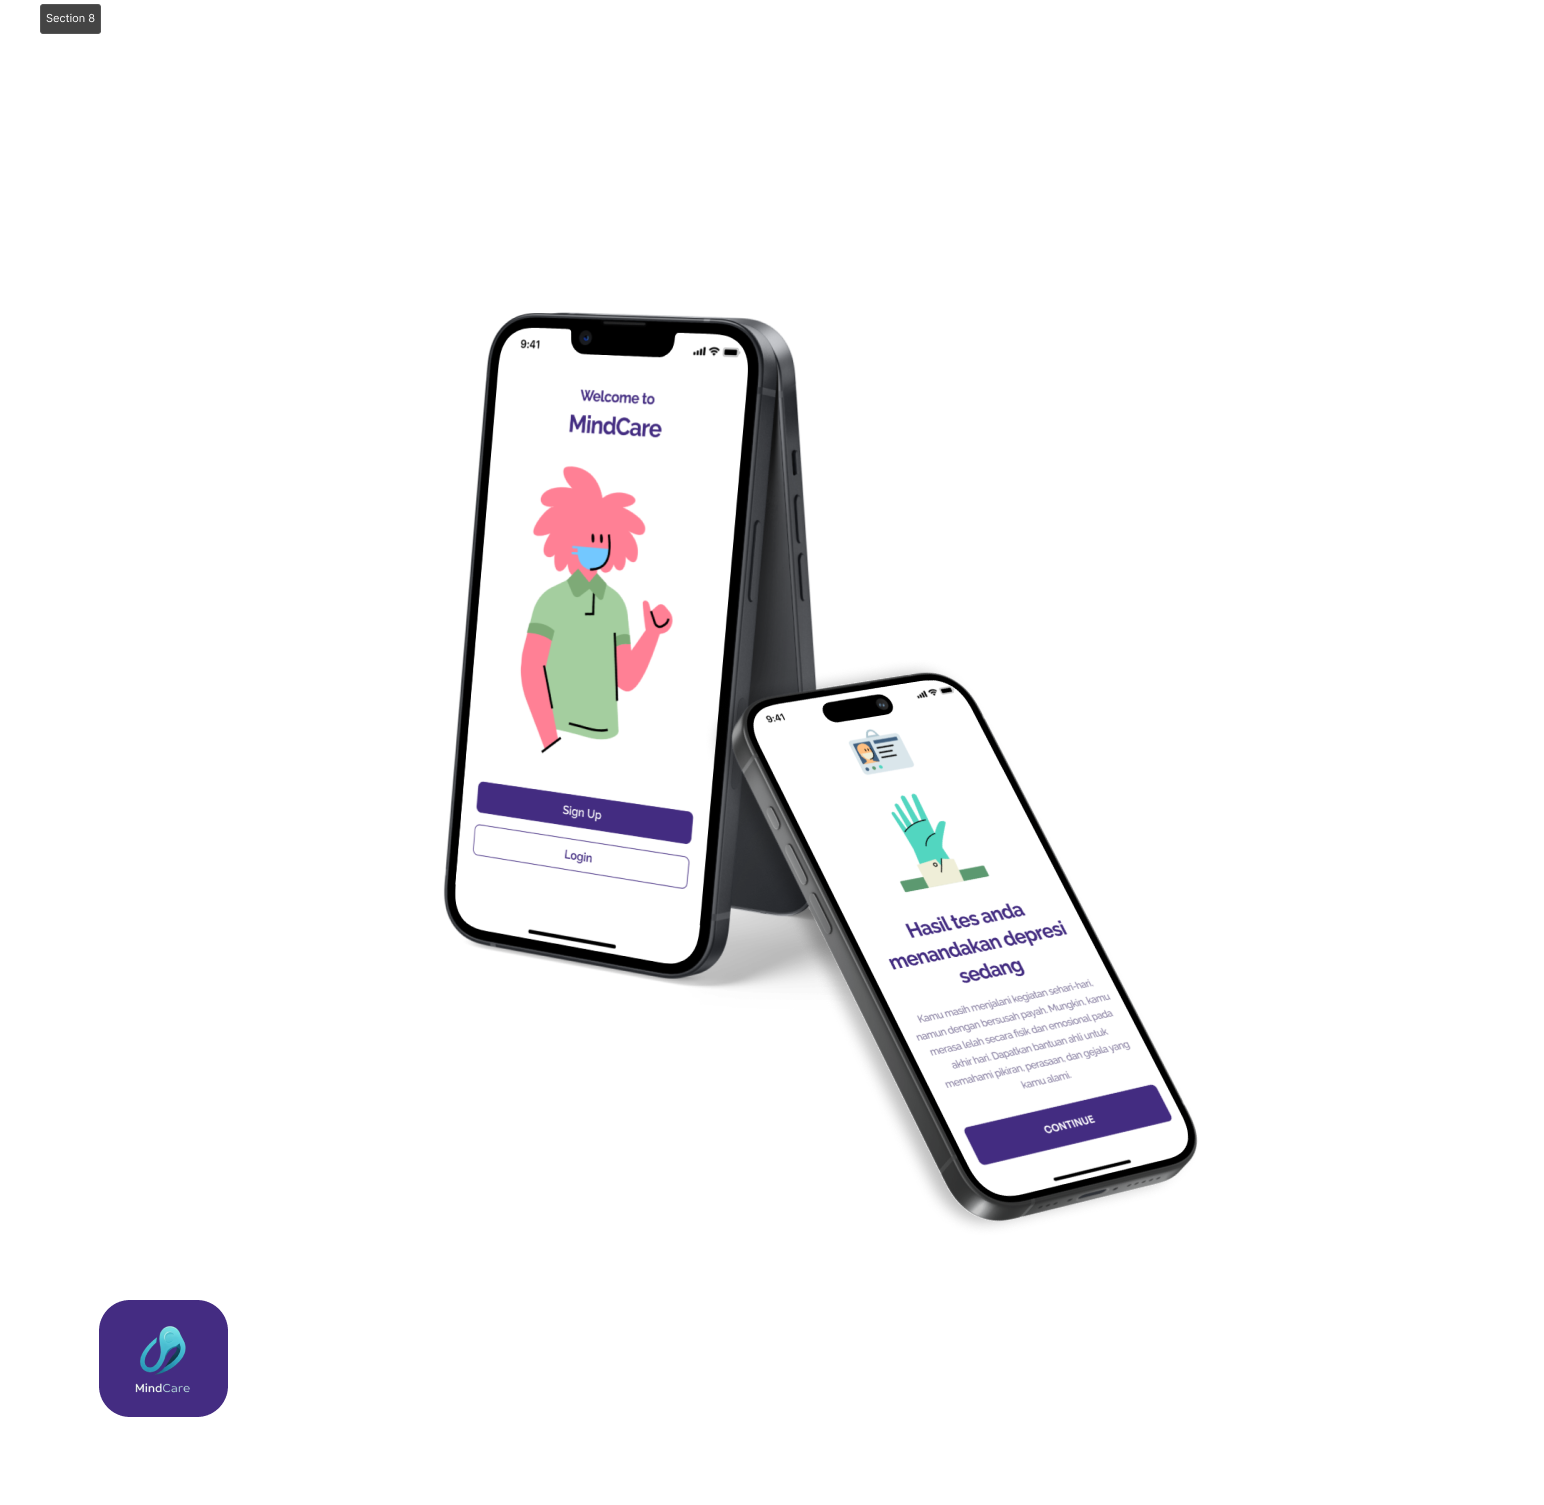 Section 8
9:41
Welcome to
MindCare
Sign Up
Login
9:41
Hasil tes anda
menandakan depresi
sedang
Kamu masih menjalani kegiatan sehari-hari,
namun dengan bersusah payah. Mungkin, kamu
merasa lelah secara fisik dan emosional pada
akhir hari. Dapatkan bantuan ahli untuk
memahami pikiran, perasaan, dan gejala yang
kamu alami.
CONTINUE
MindCare